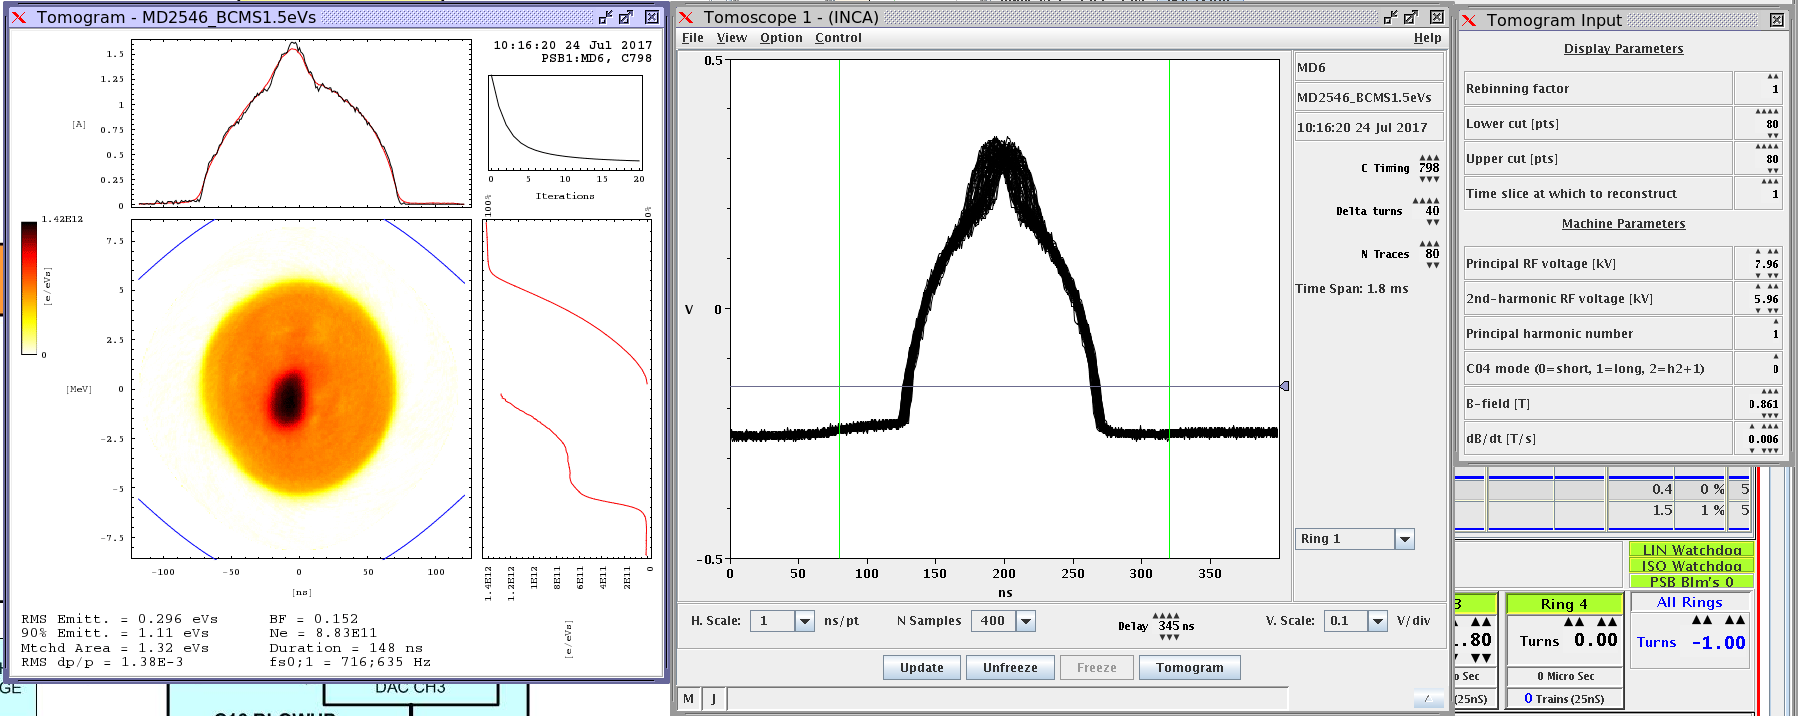 Tomogram - MD2546_BCMS1.5eVs
10:16:20 24 Jul 2017
PSB1:MD6, C798
1.5
1.25
1
0.75
0.5
0.25
0
[A]
0 5 10 15 20
Iterations
100%
0%
1.42E12
0
[e/eVs]
7.5
5
2.5
0
-2.5
-5
-7.5
[MeV]
-100 -50 0 50 100
[ns]
1.4E12
1.2E12
1E12
8E11
6E11
4E11
2E11
0
[e/eVs]
RMS Emitt. = 0.296 eVs
90% Emitt. = 1.11 eVs
Mtchd Area = 1.32 eVs
RMS dp/p = 1.38E-3
BF = 0.152
Ne = 8.83E11
Duration = 148 ns
fs0;1 = 716;635 Hz
GE
DAC CH3
Tomoscope 1 - (INCA)
File View Option Control Help
0.5
V 0
-0.5
0 50 100 150 200 250 300 350
ns
MD6
MD2546_BCMS1.5eVs
10:16:20 24 Jul 2017
C Timing 798
Delta turns 40
N Traces 80
Time Span: 1.8 ms
Ring 1
H. Scale: 1 ns/pt N Samples 400 Delay 345 ns V. Scale: 0.1 V/div
Update Unfreeze Freeze Tomogram
M J
Tomogram Input
Display Parameters
Rebinning factor 1
Lower cut [pts] 80
Upper cut [pts] 80
Time slice at which to reconstruct 1
Machine Parameters
Principal RF voltage [kV] 7.96
2nd-harmonic RF voltage [kV] 5.96
Principal harmonic number 1
C04 mode (0=short, 1=long, 2=h2+1) 0
B-field [T] 0.861
dB/dt [T/s] 0.006
0.4 0 % 5
1.5 1 % 5
LIN Watchdog
ISO Watchdog
PSB Blm's 0
3 Ring 4 All Rings
.80 Turns 0.00 Turns -1.00
o Sec 0 Micro Sec
(25nS) 0 Trains (25nS)